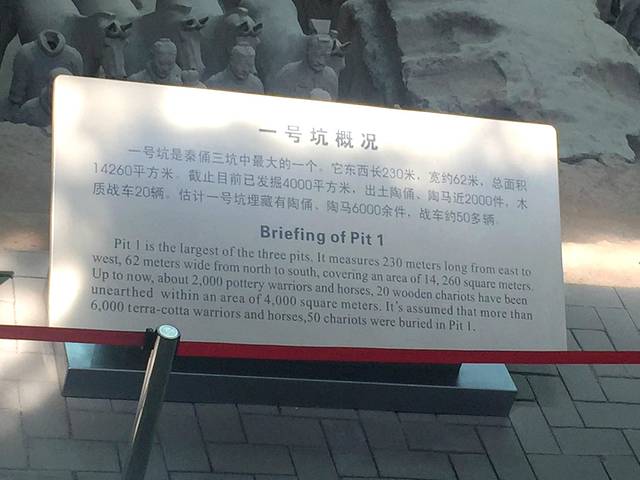 一号坑概况
一号坑是秦俑三坑中最大的一个。它东西长230米，宽约62米，总面积
14260平方米。截止目前已发掘4000平方米，出土陶俑、陶马近2000件，木
质战车20辆。估计一号坑埋藏有陶俑、陶马6000余件，战车约50多辆。
Briefing of Pit 1
Pit 1 is the largest of the three pits. It measures 230 meters long from east to
west, 62 meters wide from north to south, covering an area of 14, 260 square meters.
Up to now, about 2,000 pottery warriors and horses, 20 wooden chariots have been
unearthed within an area of 4,000 square meters. It's assumed that more than
6,000 terra-cotta warriors and horses,50 chariots were buried in Pit 1.